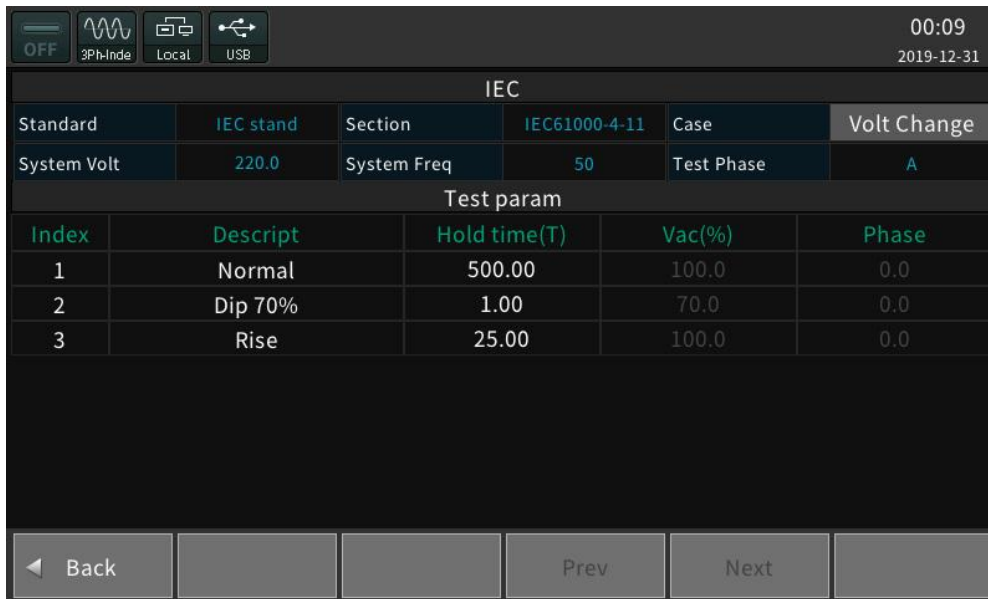 OFF 3Ph-Inde Local USB 00:09
2019-12-31
IEC
Standard IEC stand Section IEC61000-4-11 Case Volt Change
System Volt 220.0 System Freq 50 Test Phase A
Test param
Index Descript Hold time(T) Vac(%) Phase
1 Normal 500.00 100.0 0.0
2 Dip 70% 1.00 70.0 0.0
3 Rise 25.00 100.0 0.0
Back Prev Next